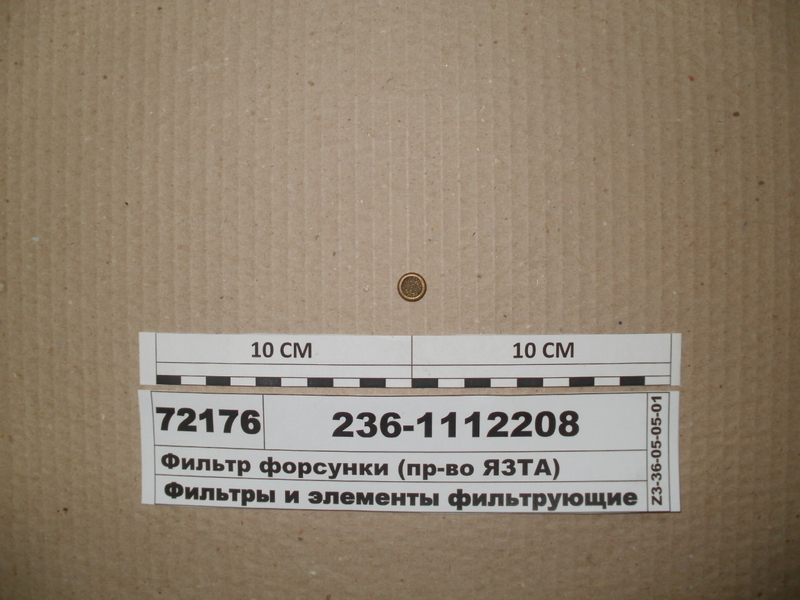 10 СМ 10 СМ
72176 236-1112208
Фильтр форсунки (пр-во ЯЗТА)
Фильтры и элементы фильтрующие
Z3-36-05-05-01